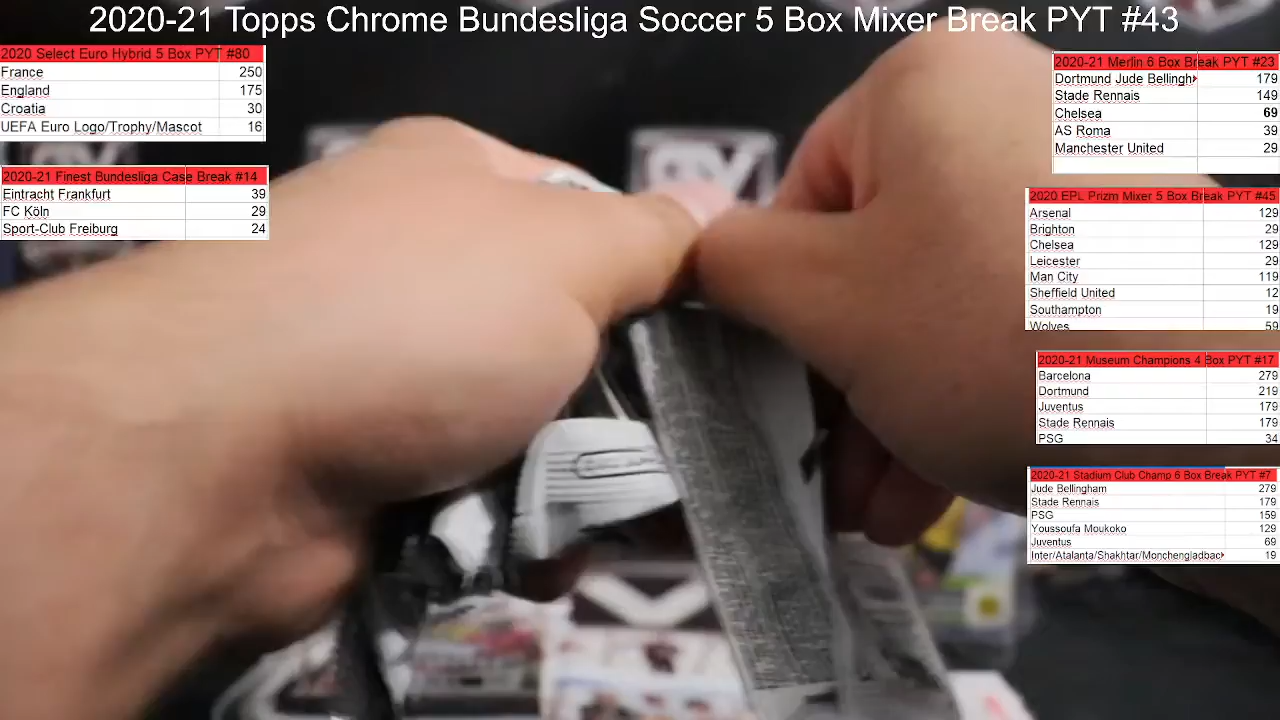 2020-21 Topps Chrome Bundesliga Soccer 5 Box Mixer Break PYT #43
2020 Select Euro Hybrid 5 Box PYT #80
France 250
England 175
Croatia 30
UEFA Euro Logo/Trophy/Mascot 16
2020-21 Finest Bundesliga Case Break #14
Eintracht Frankfurt 39
FC Köln 29
Sport-Club Freiburg 24
2020-21 Merlin 6 Box Break PYT #23
Dortmund Jude Bellingh 179
Stade Rennais 149
Chelsea 69
AS Roma 39
Manchester United 29
2020 EPL Prizm Mixer 5 Box Break PYT #45
Arsenal 129
Brighton 29
Chelsea 129
Leicester 29
Man City 119
Sheffield United 12
Southampton 19
Wolves 59
2020-21 Museum Champions 4 Box PYT #17
Barcelona 279
Dortmund 219
Juventus 179
Stade Rennais 179
PSG 34
2020-21 Stadium Club Champ 6 Box Break PYT #7
Jude Bellingham 279
Stade Rennais 179
PSG 159
Youssoufa Moukoko 129
Juventus 69
Inter/Atalanta/Shakhtar/Monchengladbac 19